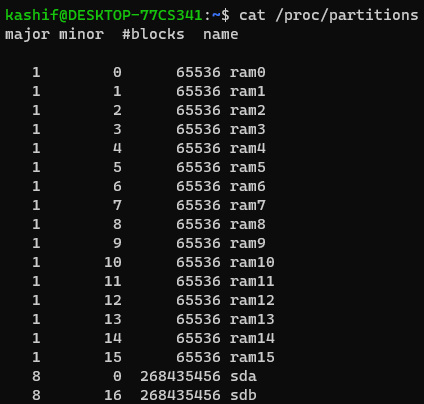 kashif@DESKTOP-77CS341:~$ cat /proc/partitions
major minor  #blocks  name

   1        0      65536 ram0
   1        1      65536 ram1
   1        2      65536 ram2
   1        3      65536 ram3
   1        4      65536 ram4
   1        5      65536 ram5
   1        6      65536 ram6
   1        7      65536 ram7
   1        8      65536 ram8
   1        9      65536 ram9
   1       10      65536 ram10
   1       11      65536 ram11
   1       12      65536 ram12
   1       13      65536 ram13
   1       14      65536 ram14
   1       15      65536 ram15
   8        0  268435456 sda
   8       16  268435456 sdb